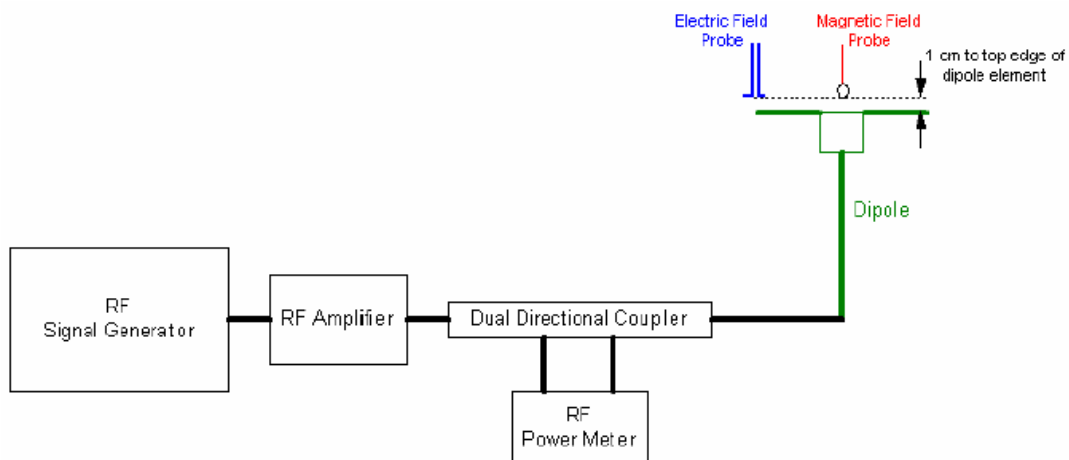 Electric Field
Probe
Magnetic Field
Probe
1 cm to top edge of
dipole element
Dipole
RF
Signal Generator
RF Amplifier
Dual Directional Coupler
RF
Power Meter